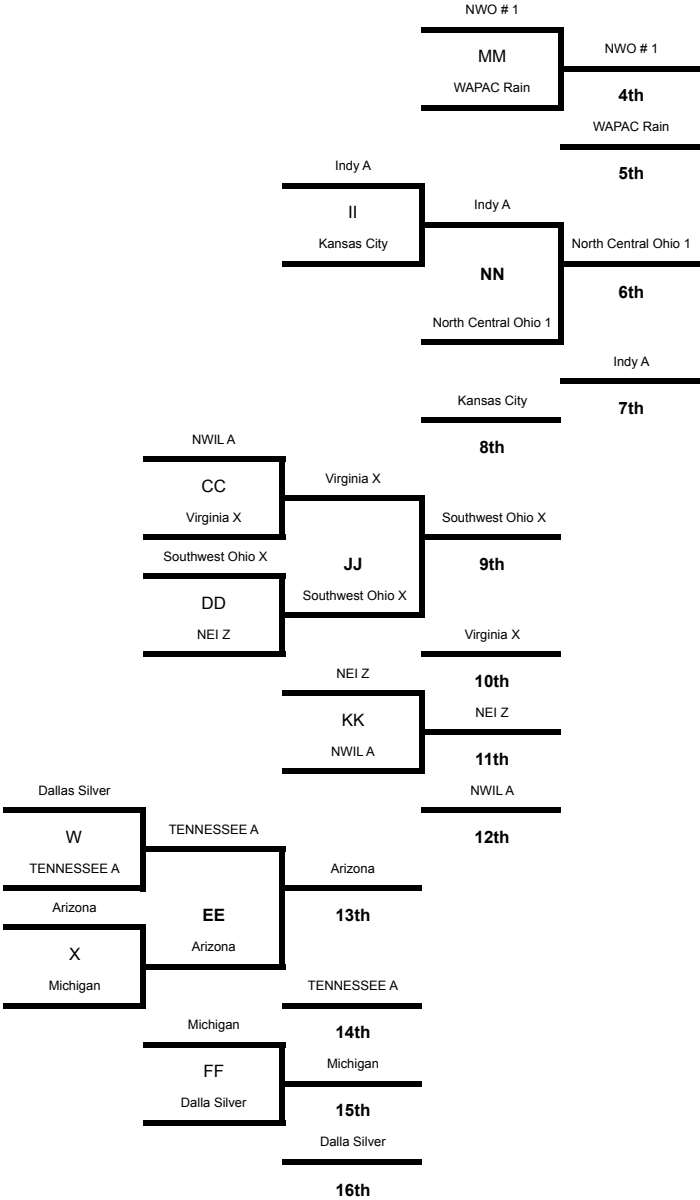 NWO # 1
MM
NWO # 1
WAPAC Rain
4th
WAPAC Rain
Indy A
5th
II
Indy A
Kansas City
North Central Ohio 1
NN
6th
North Central Ohio 1
Indy A
Kansas City
7th
NWIL A
8th
Virginia X
CC
Virginia X
Southwest Ohio X
Southwest Ohio X
JJ
9th
Southwest Ohio X
DD
NEI Z
Virginia X
NEI Z
10th
KK
NEI Z
NWIL A
11th
Dallas Silver
NWIL A
TENNESSEE A
W
12th
TENNESSEE A
Arizona
Arizona
EE
13th
Arizona
X
Michigan
TENNESSEE A
Michigan
14th
Michigan
FF
Dalla Silver
15th
Dalla Silver
16th